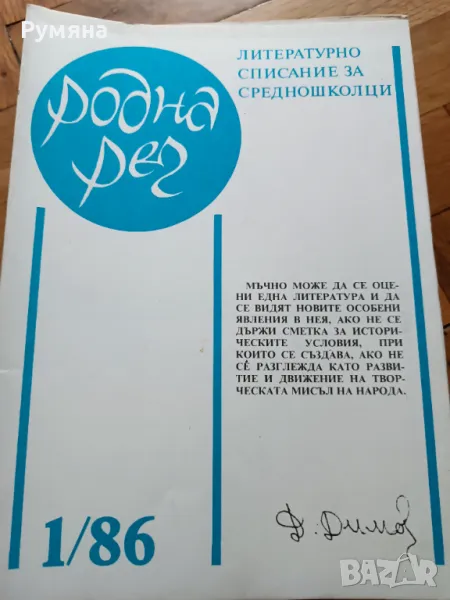 Румяна
родна
реч
ЛИТЕРАТУРНО
СПИСАНИЕ ЗА
СРЕДНОШКОЛЦИ
МЪЧНО МОЖЕ ДА СЕ ОЦЕ-
НИ ЕДНА ЛИТЕРАТУРА И ДА
СЕ ВИДЯТ НОВИТЕ ОСОБЕНИ
ЯВЛЕНИЯ В НЕЯ, АКО НЕ СЕ
ДЪРЖИ СМЕТКА ЗА ИСТОРИ-
ЧЕСКИТЕ УСЛОВИЯ, ПРИ
КОИТО СЕ СЪЗДАВА, АКО НЕ
СЕ РАЗГЛЕЖДА КАТО РАЗВИ-
ТИЕ И ДВИЖЕНИЕ НА ТВОР-
ЧЕСКАТА МИСЪЛ НА НАРОДА.
Д. Димов
1/86
BAZAR